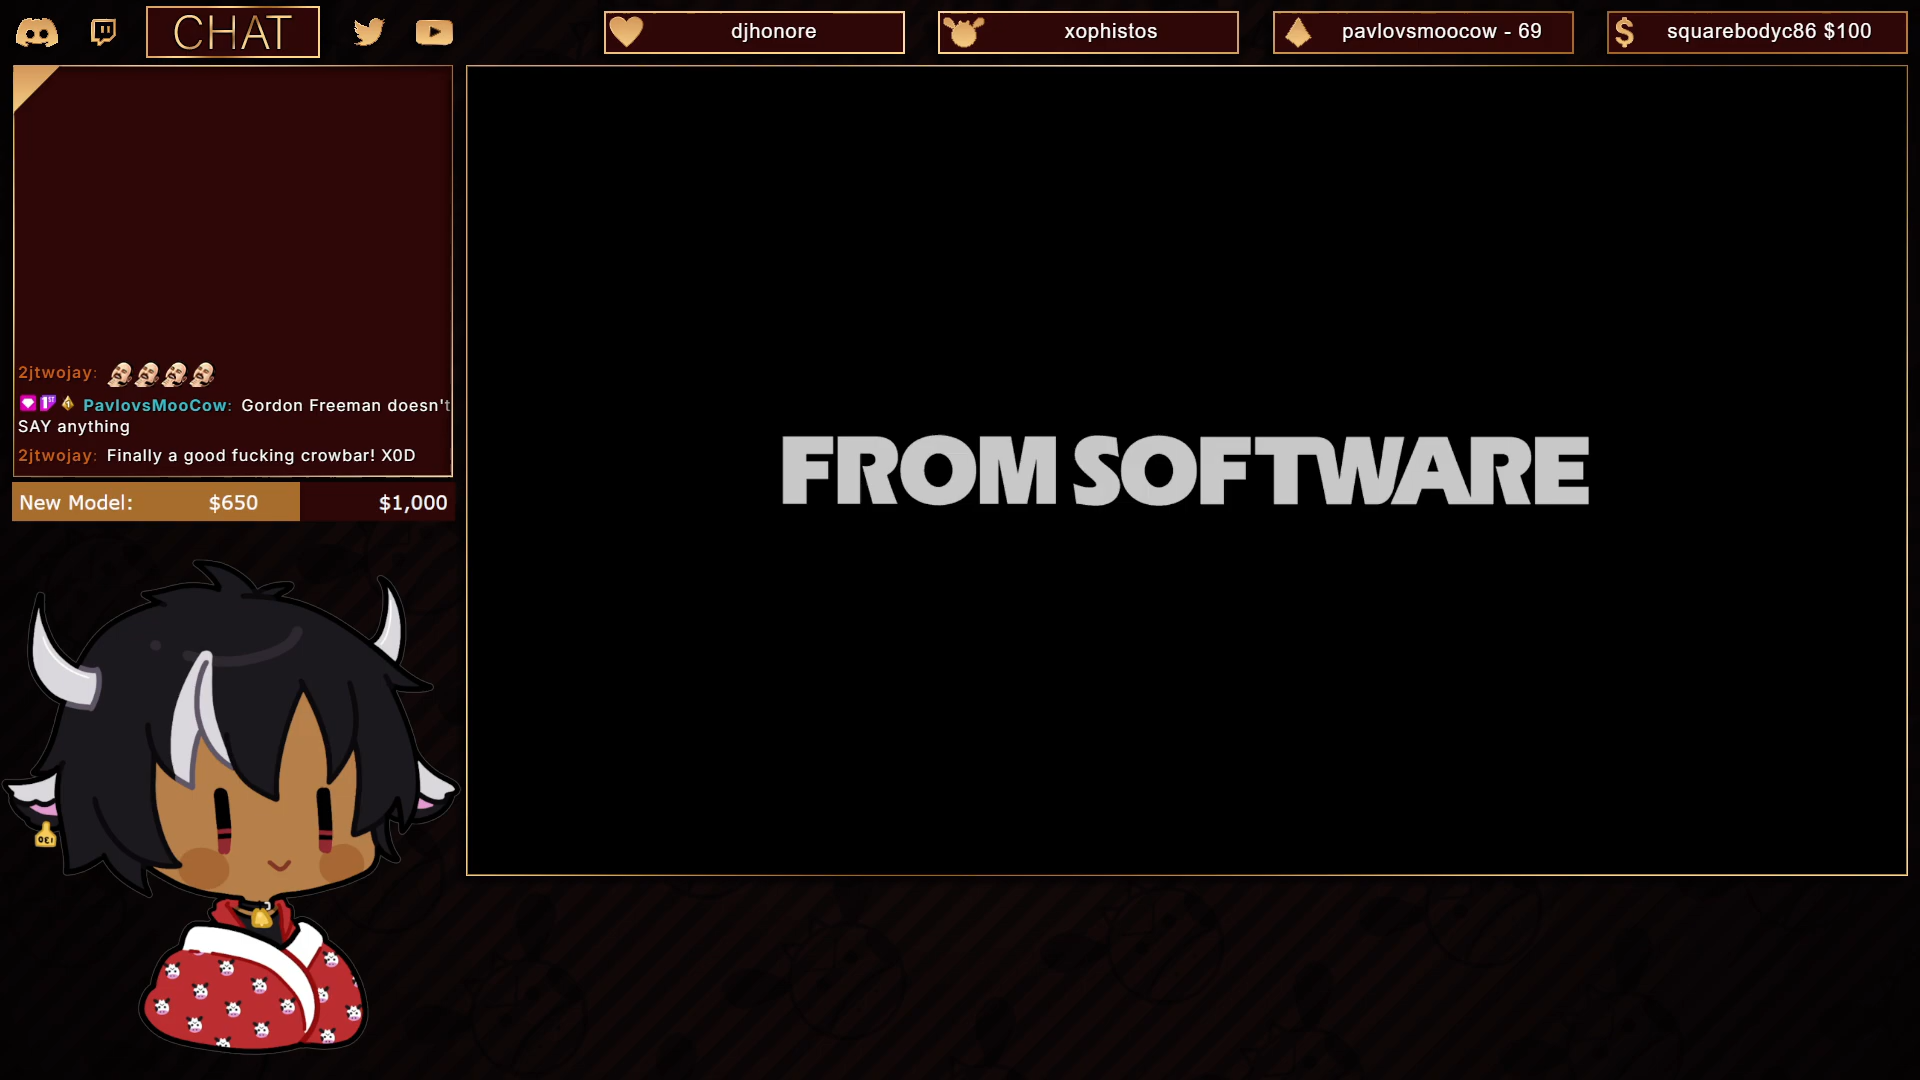 CHAT
djhonore
xophistos
pavlovsmoocow - 69
squarebodyc86 $100
2jtwojay:
PavlovsMooCow: Gordon Freeman doesn't
SAY anything
2jtwojay: Finally a good fucking crowbar! X0D
New Model: $650 $1,000
FROM SOFTWARE